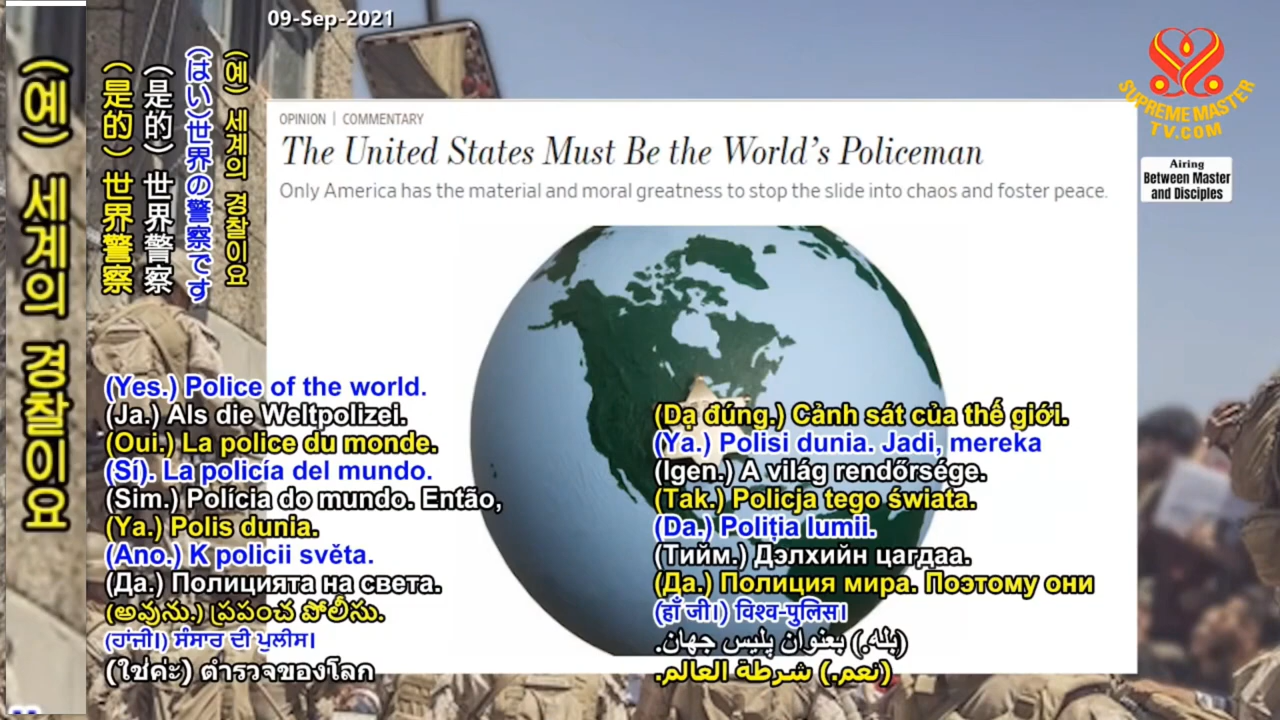 09-Sep-2021
SUPREME MASTER
TV.COM
Airing
Between Master
and Disciples
OPINION | COMMENTARY
The United States Must Be the World's Policeman
Only America has the material and moral greatness to stop the slide into chaos and foster peace.
(예) 세계의 경찰이요
(是的) 世界警察
(是的) 世界警察
(はい)世界の警察です
(예) 세계의 경찰이요
(Yes.) Police of the world.
(Ja.) Als die Weltpolizei.
(Oui.) La police du monde.
(Sí). La policía del mundo.
(Sim.) Polícia do mundo. Então,
(Ya.) Polis dunia.
(Ano.) K policii světa.
(Да.) Полицията на света.
(అవును.) ప్రపంచ పోలీసు.
(ਹਾਂਜੀ।) ਸੰਸਾਰ ਦੀ ਪੁਲੀਸ।
(ใช่ค่ะ) ตำรวจของโลก
(Dạ đúng.) Cảnh sát của thế giới.
(Ya.) Polisi dunia. Jadi, mereka
(Igen.) A világ rendőrsége.
(Tak.) Policja tego świata.
(Da.) Poliția lumii.
(Тийм.) Дэлхийн цагдаа.
(Да.) Полиция мира. Поэтому они
(हाँ जी।) विश्व-पुलिस।
(بله.) بعنوان پلیس جهان.
(نعم.) شرطة العالم.